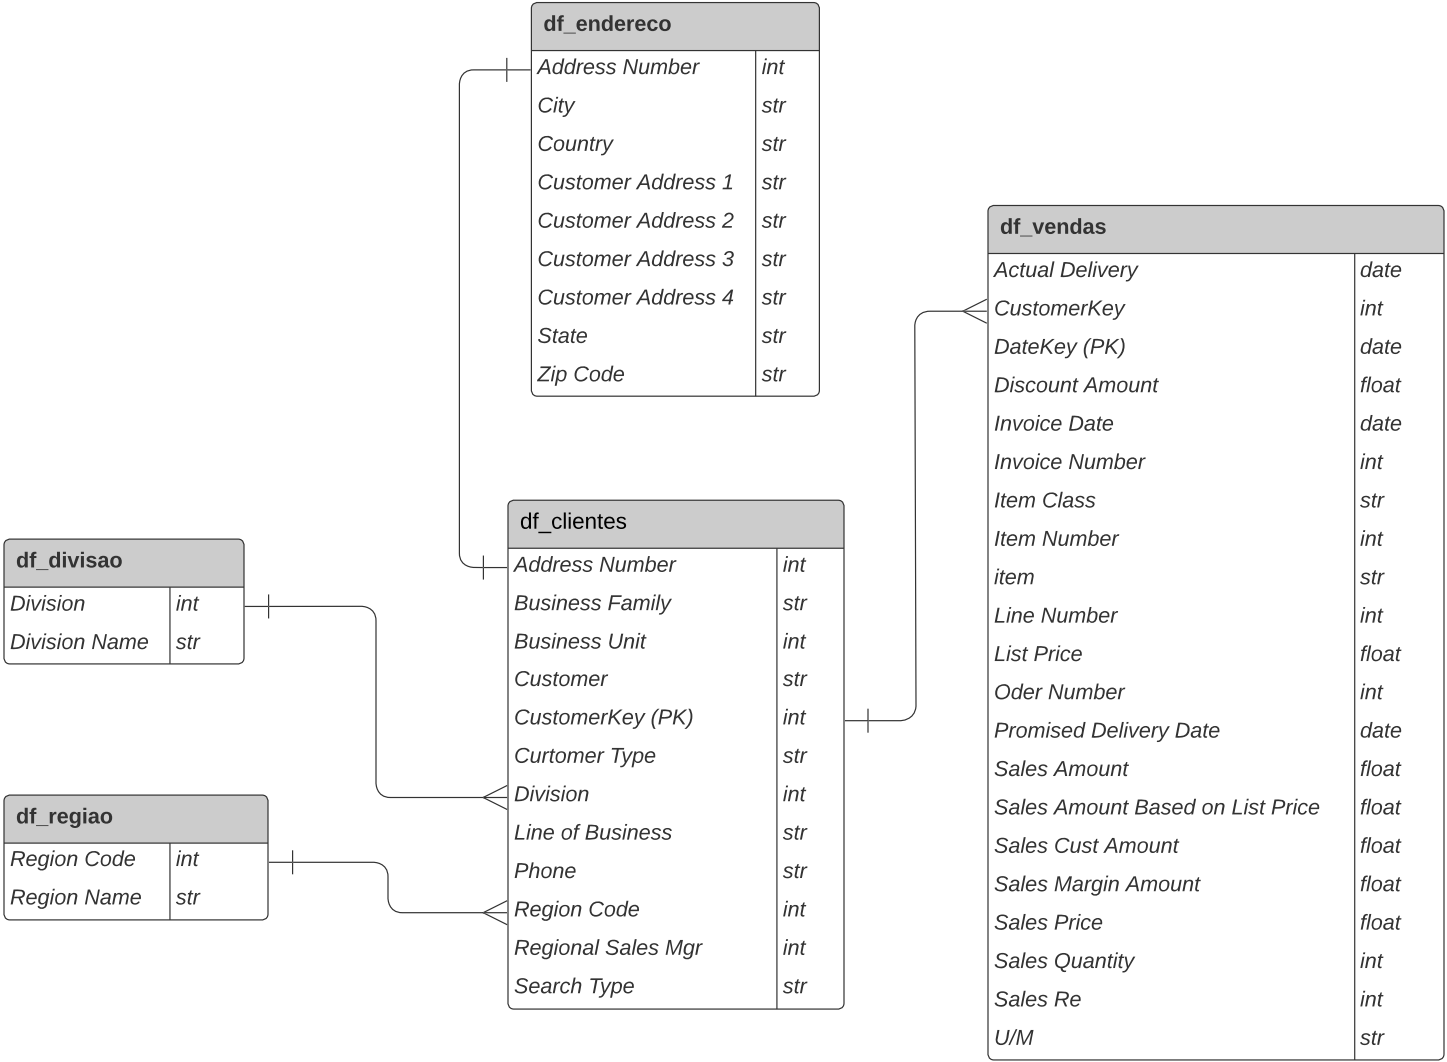 df_endereco
Address Number int
City str
Country str
Customer Address 1 str
Customer Address 2 str
Customer Address 3 str
Customer Address 4 str
State str
Zip Code str
df_vendas
Actual Delivery date
CustomerKey int
DateKey (PK) date
Discount Amount float
Invoice Date date
Invoice Number int
Item Class str
Item Number int
item str
Line Number int
List Price float
Oder Number int
Promised Delivery Date date
Sales Amount float
Sales Amount Based on List Price float
Sales Cust Amount float
Sales Margin Amount float
Sales Price float
Sales Quantity int
Sales Re int
U/M str
df_clientes
Address Number int
Business Family str
Business Unit int
Customer str
CustomerKey (PK) int
Curtomer Type str
Division int
Line of Business str
Phone str
Region Code int
Regional Sales Mgr int
Search Type str
df_divisao
Division int
Division Name str
df_regiao
Region Code int
Region Name str